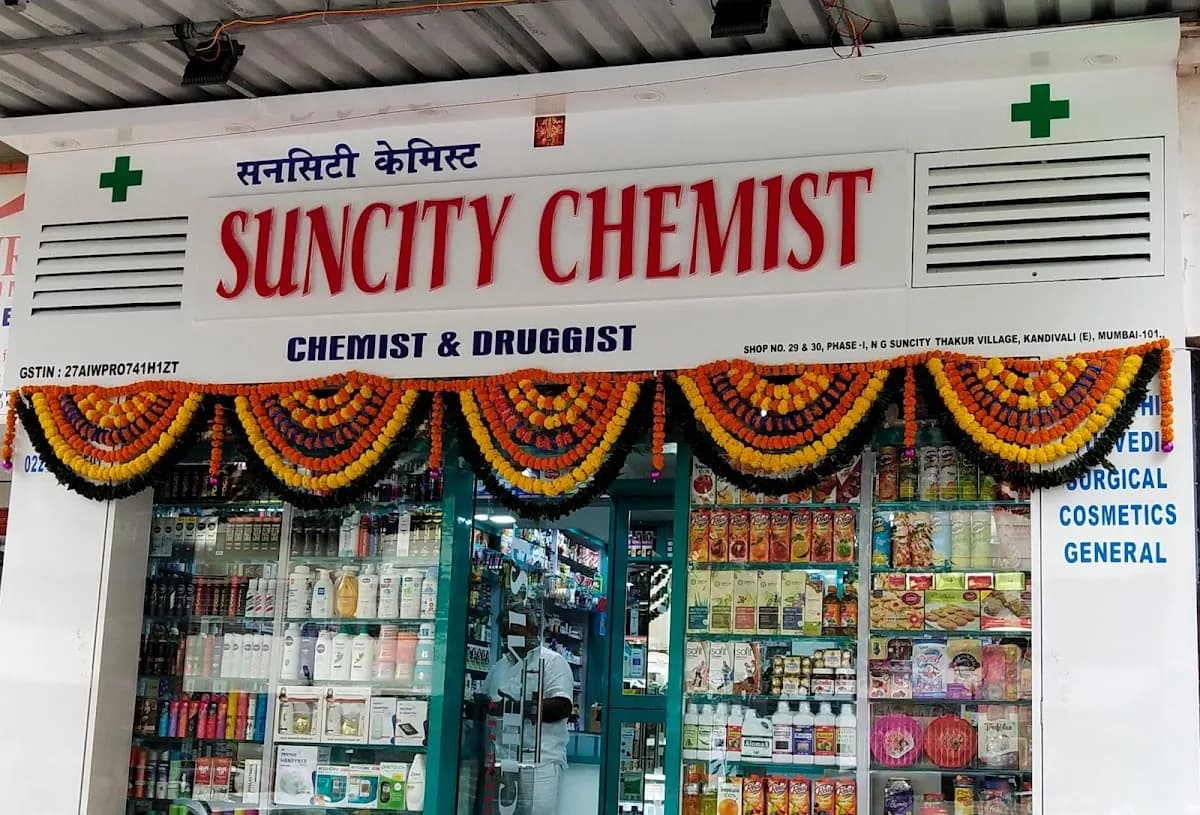 सनसिटी केमिस्ट
SUNCITY CHEMIST
CHEMIST & DRUGGIST
SHOP NO. 29 & 30, PHASE -I, N G SUNCITY THAKUR VILLAGE, KANDIVALI (E), MUMBAI-101.
GSTIN : 27AIWPRO741H1ZT
SURGICAL
COSMETICS
GENERAL